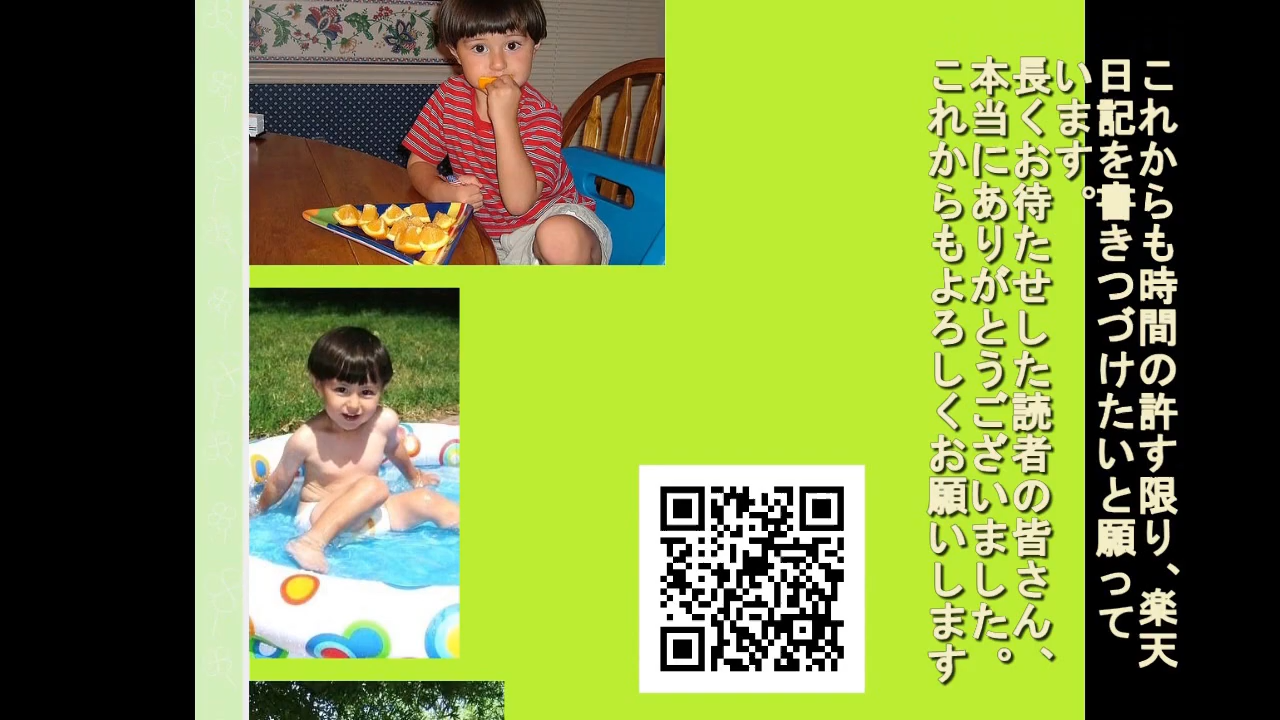 これからも時間の許す限り、楽天
日記を書きつづけたいと願って
います。
長くお待たせした読者の皆さん、
本当にありがとうございました。
これからもよろしくお願いします